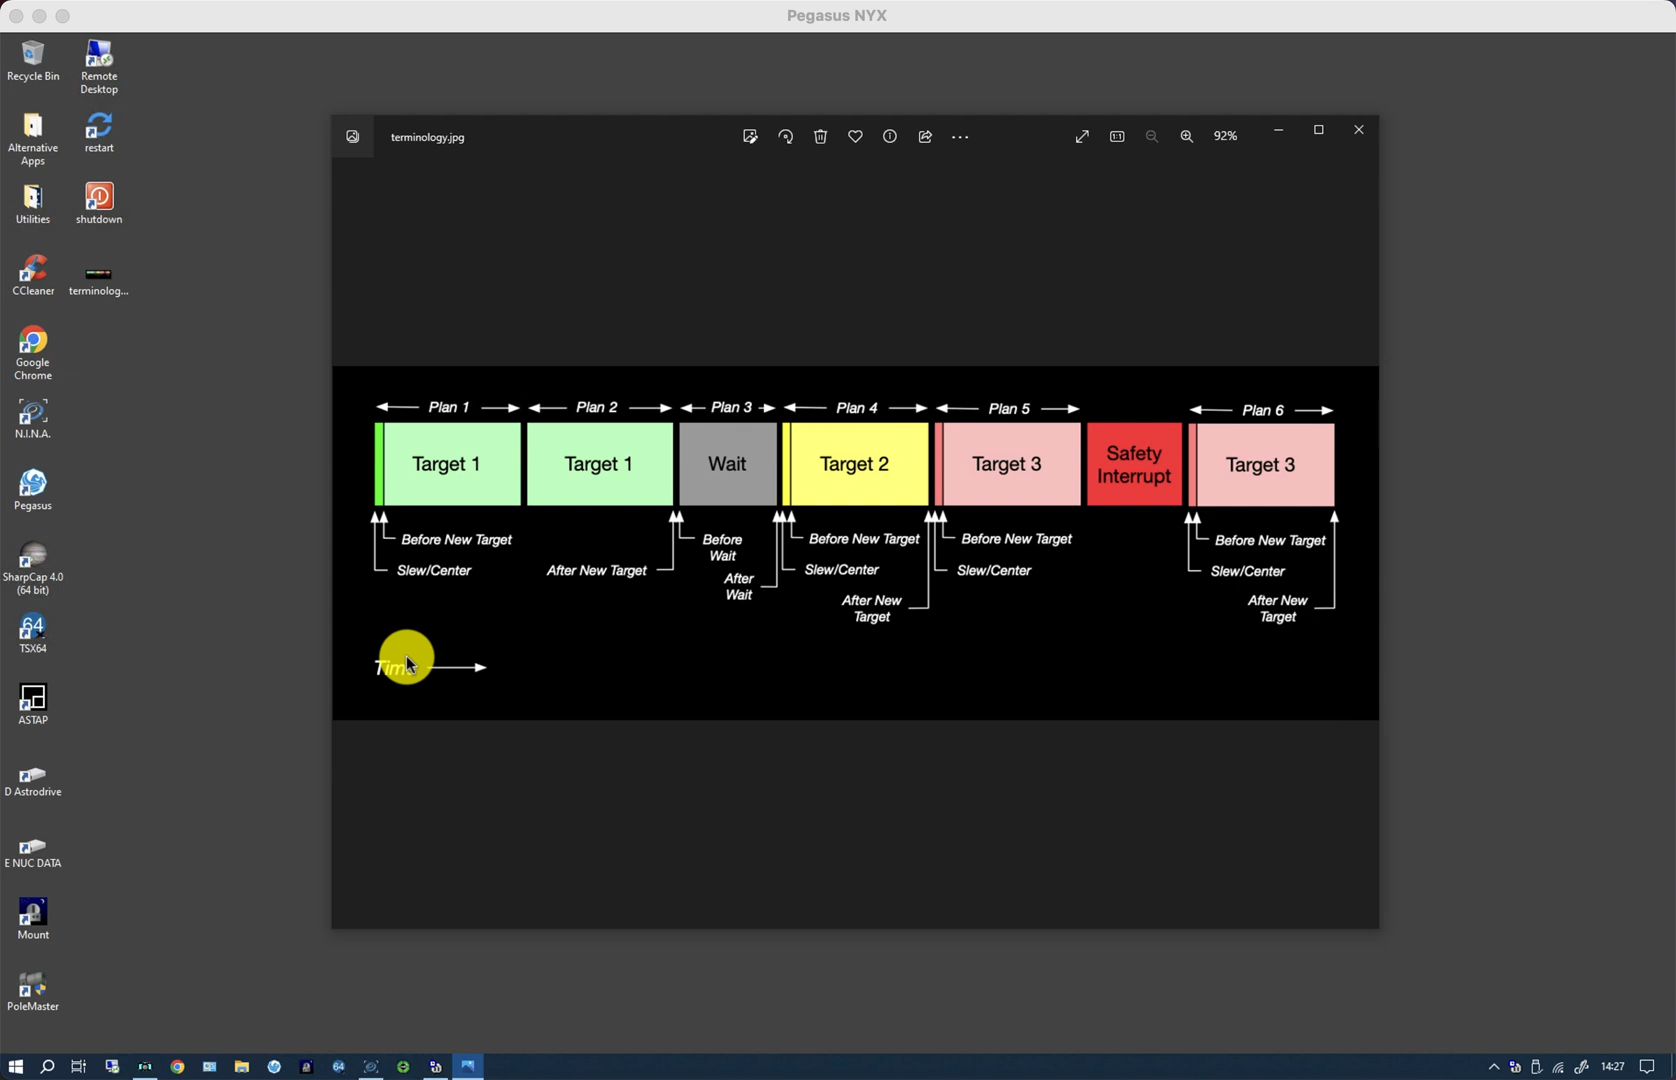 Pegasus NYX
Recycle Bin
Remote
Desktop
Alternative
Apps
restart
Utilities
shutdown
CCleaner
terminolog...
Google
Chrome
N.I.N.A.
Pegasus
SharpCap 4.0
(64 bit)
64
TSX64
ASTAP
D Astrodrive
E NUC DATA
Mount
PoleMaster
terminology.jpg
1:1
92%
Plan 1
Plan 2
Plan 3
Plan 4
Plan 5
Plan 6
Target 1
Target 1
Wait
Target 2
Target 3
Safety
Interrupt
Target 3
Before New Target
Slew/Center
After New Target
Before
Wait
After
Wait
Before New Target
Slew/Center
After New
Target
Before New Target
Slew/Center
Before New Target
Slew/Center
After New
Target
64
14:27